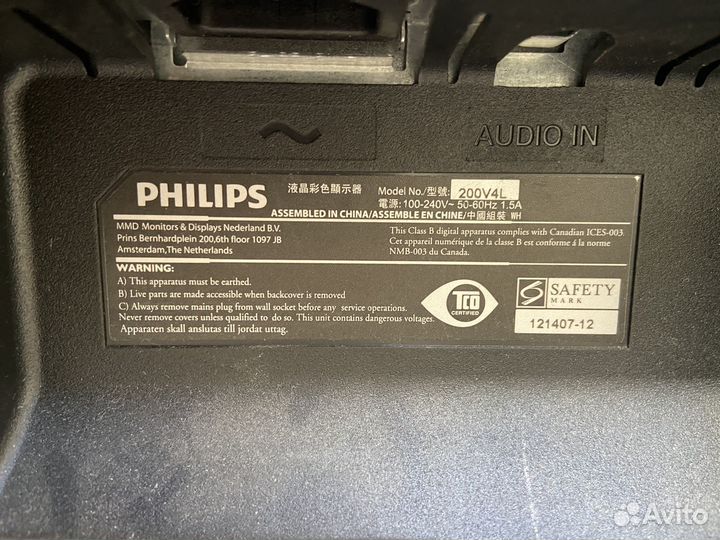 ~
AUDIO IN
PHILIPS
液晶彩色顯示器
Model No./型號: 200V4L
電源: 100-240V~ 50-60Hz 1.5A
ASSEMBLED IN CHINA/ASSEMBLE EN CHINE/中國組裝 WH
MMD Monitors & Displays Nederland B.V.
Prins Bernhardplein 200,6th floor 1097 JB
Amsterdam,The Netherlands
This Class B digital apparatus complies with Canadian ICES-003.
Cet appareil numérique de la classe B est conforme á la norme
NMB-003 du Canada.
WARNING:
A) This apparatus must be earthed.
B) Live parts are made accessible when backcover is removed
C) Always remove mains plug from wall socket before any service operations.
Never remove covers unless qualified to do so. This unit contains dangerous voltages.
Apparaten skall anslutas till jordat uttag.
TCO
CERTIFIED
S SAFETY
MARK
121407-12
Avito